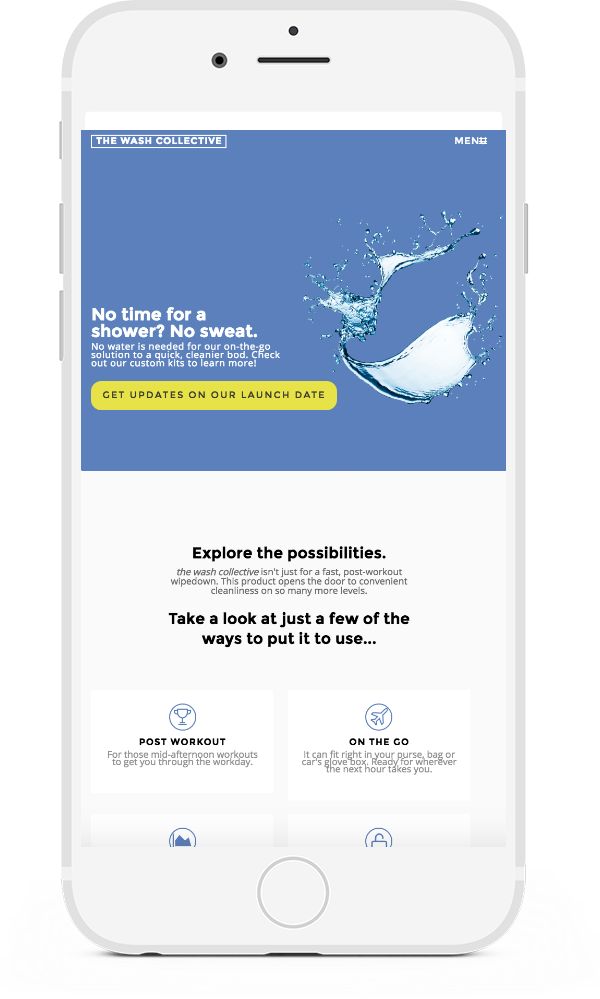 THE WASH COLLECTIVE
MENU
No time for a
shower? No sweat.
No water is needed for our on-the-go
solution to a quick, cleanier bod. Check
out our custom kits to learn more!
GET UPDATES ON OUR LAUNCH DATE
Explore the possibilities.
the wash collective isn't just for a fast, post-workout
wipedown. This product opens the door to convenient
cleanliness on so many more levels.
Take a look at just a few of the
ways to put it to use...
POST WORKOUT
For those mid-afternoon workouts
to get you through the workday.
ON THE GO
It can fit right in your purse, bag or
car's glove box. Ready for wherever
the next hour takes you.